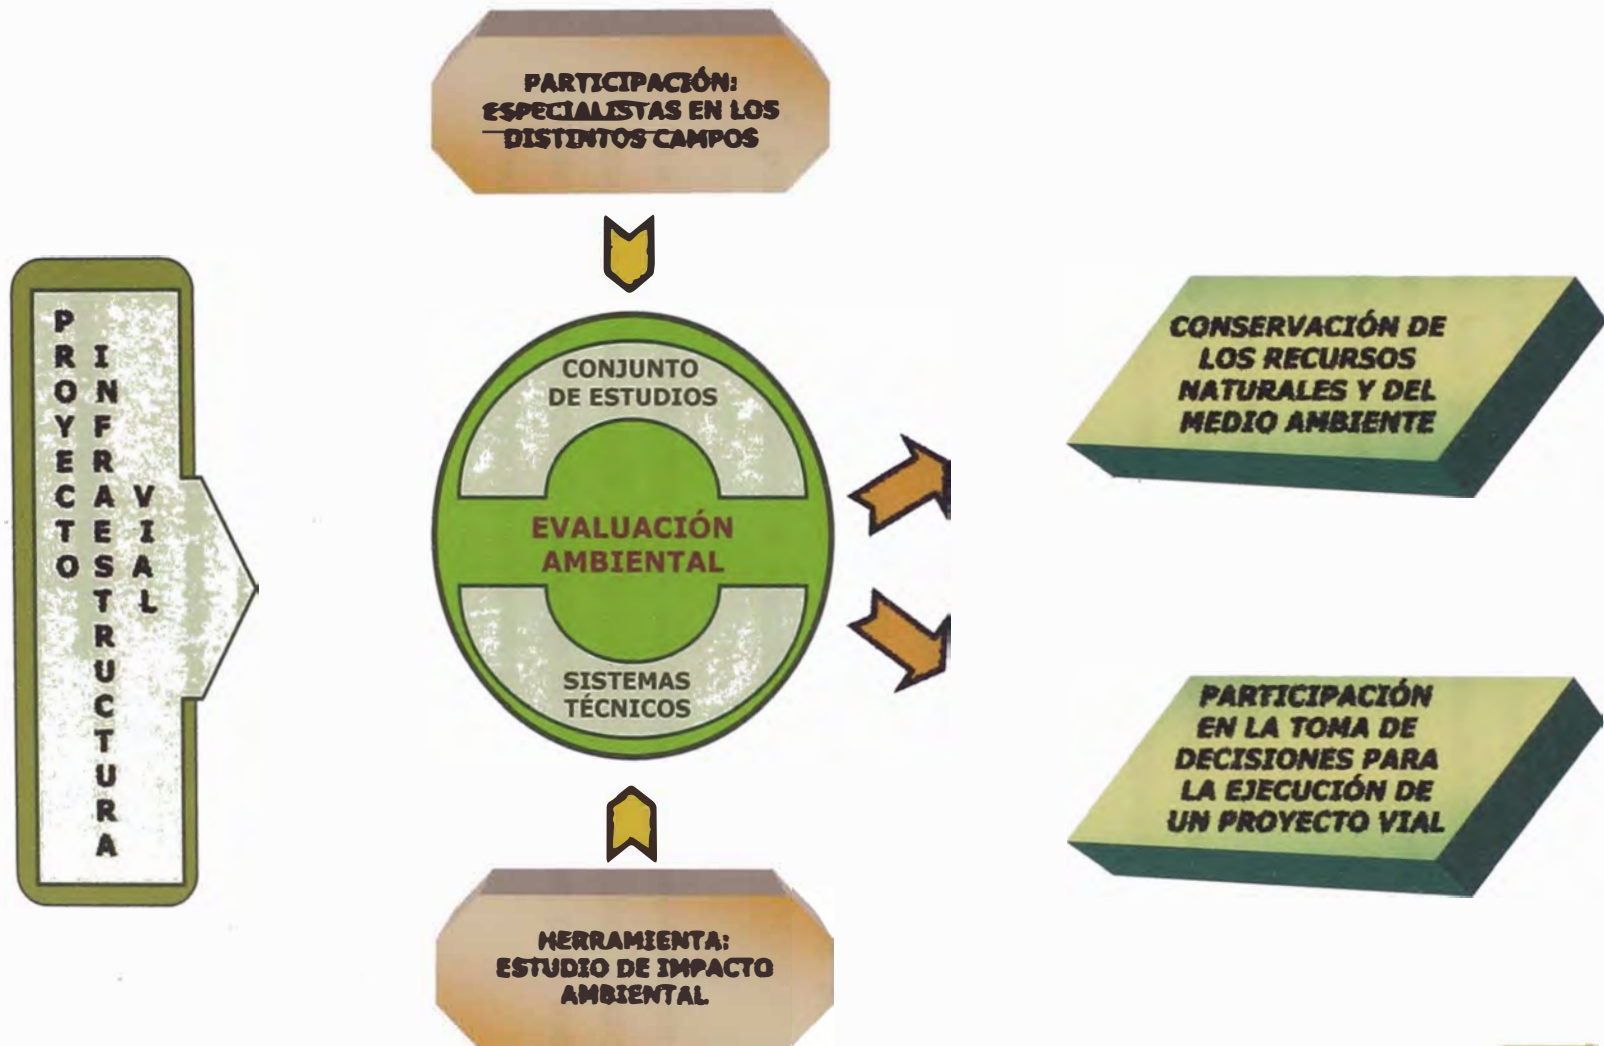 PARTICIPACIÓN:
ESPECIALISTAS EN LOS
DISTINTOS CAMPOS
PROYECTO
INFRAESTRUCTURA
VIAL
CONJUNTO
DE ESTUDIOS
EVALUACIÓN
AMBIENTAL
SISTEMAS
TÉCNICOS
CONSERVACIÓN DE
LOS RECURSOS
NATURALES Y DEL
MEDIO AMBIENTE
PARTICIPACIÓN
EN LA TOMA DE
DECISIONES PARA
LA EJECUCIÓN DE
UN PROYECTO VIAL
HERRAMIENTA:
ESTUDIO DE IMPACTO
AMBIENTAL